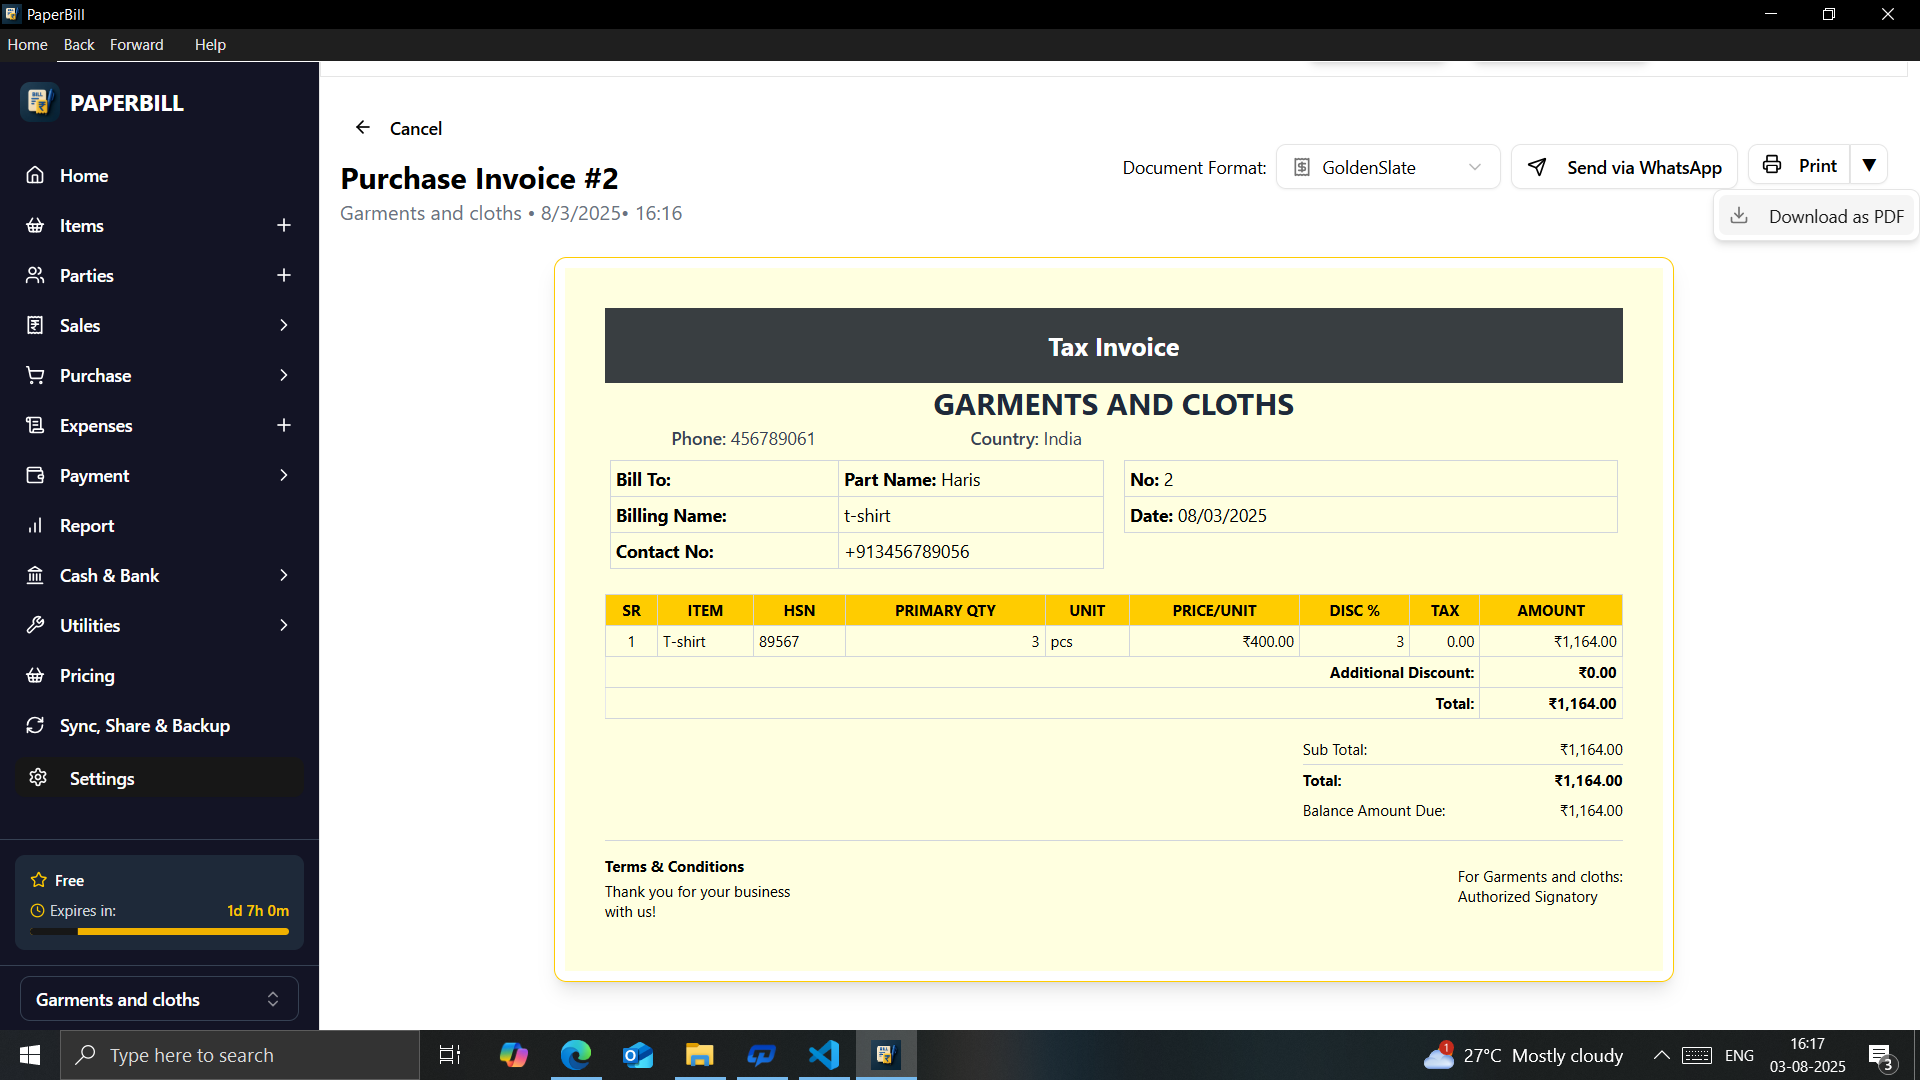 PaperBill
Home Back Forward Help
PAPERBILL
Home
Items
Parties
Sales
Purchase
Expenses
Payment
Report
Cash & Bank
Utilities
Pricing
Sync, Share & Backup
Settings
Free
Expires in: 1d 7h 0m
Garments and cloths
Cancel
Purchase Invoice #2
Garments and cloths • 8/3/2025• 16:16
Document Format: GoldenSlate Send via WhatsApp Print
Download as PDF
Tax Invoice
GARMENTS AND CLOTHS
Phone: 456789061 Country: India
Bill To: Part Name: Haris No: 2
Billing Name: t-shirt Date: 08/03/2025
Contact No: +913456789056
SR ITEM HSN PRIMARY QTY UNIT PRICE/UNIT DISC % TAX AMOUNT
1 T-shirt 89567 3 pcs ₹400.00 3 0.00 ₹1,164.00
Additional Discount: ₹0.00
Total: ₹1,164.00
Sub Total: ₹1,164.00
Total: ₹1,164.00
Balance Amount Due: ₹1,164.00
Terms & Conditions
Thank you for your business
with us!
For Garments and cloths:
Authorized Signatory
Type here to search
1
27°C Mostly cloudy
ENG
16:17
03-08-2025
3